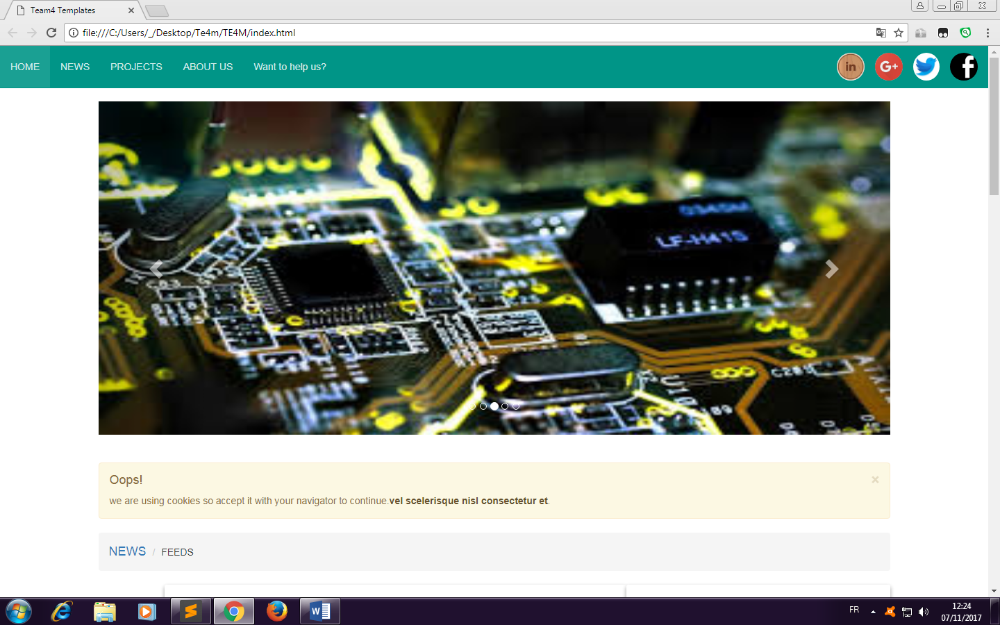 Team4 Templates
file:///C:/Users/_/Desktop/Te4m/TE4M/index.html
HOME NEWS PROJECTS ABOUT US Want to help us?
in G+ f
LF-H41S
C285
Oops! ×
we are using cookies so accept it with your navigator to continue.vel scelerisque nisl consectetur et.
NEWS / FEEDS
FR
12:24
07/11/2017